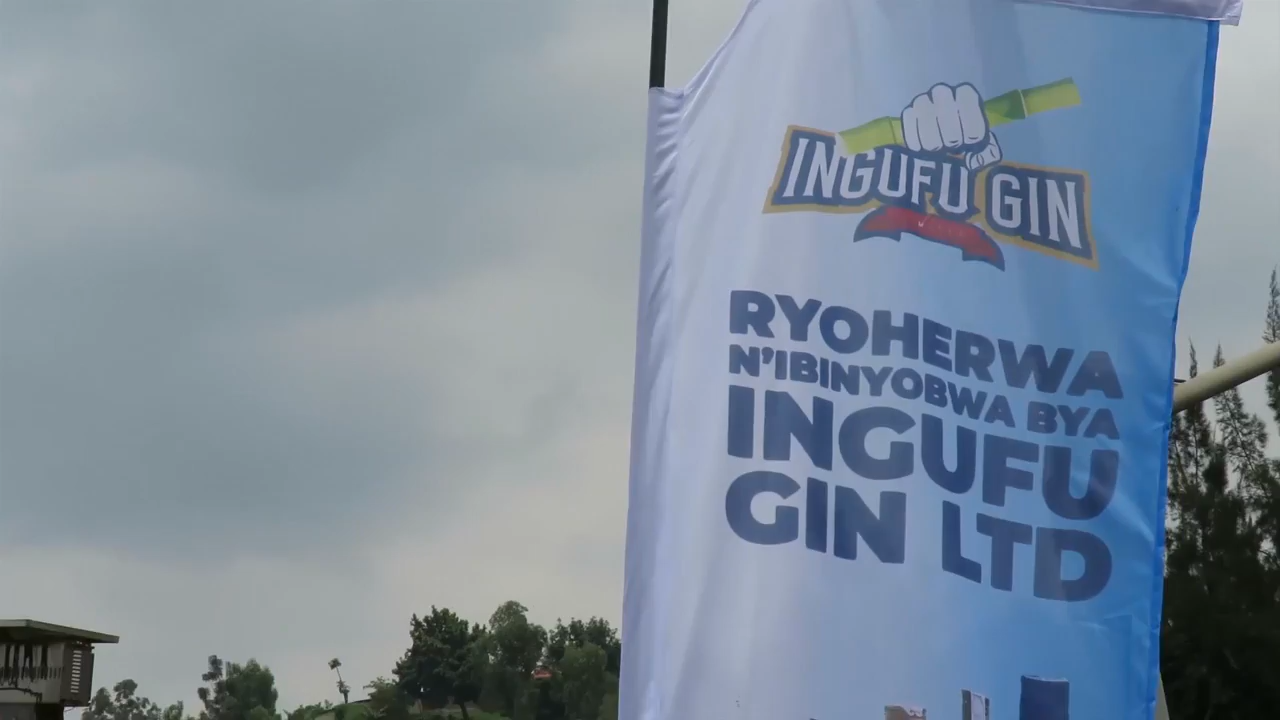 INGUFU GIN
RYOHERWA
N'IBINYOBWA BYA
INGUFU
GIN LTD